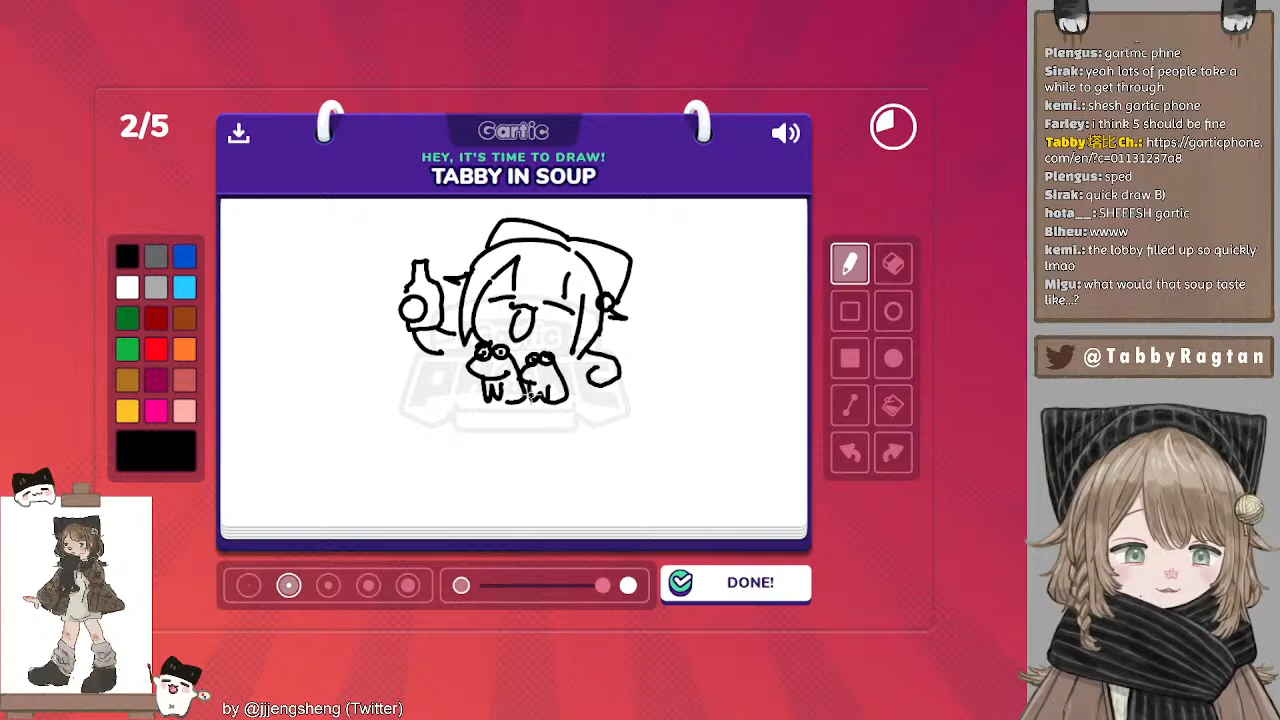 2/5
Gartic
HEY, IT'S TIME TO DRAW!
TABBY IN SOUP
DONE!
Plengus: gartmc phne
Sirak: yeah lots of people take a
while to get through
kemi.: shesh gartic phone
Farley: i think 5 should be fine
Tabby 塔比 Ch.: https://garticphone.
com/en/?c=01131237a8
Plengus: sped
Sirak: quick draw B)
hota__: SHEEESH gartic
Blheu: wwww
kemi.: the lobby filled up so quickly
lmao
Migu: what would that soup taste
like...?
@TabbyRagtan
by @jjjengsheng (Twitter)